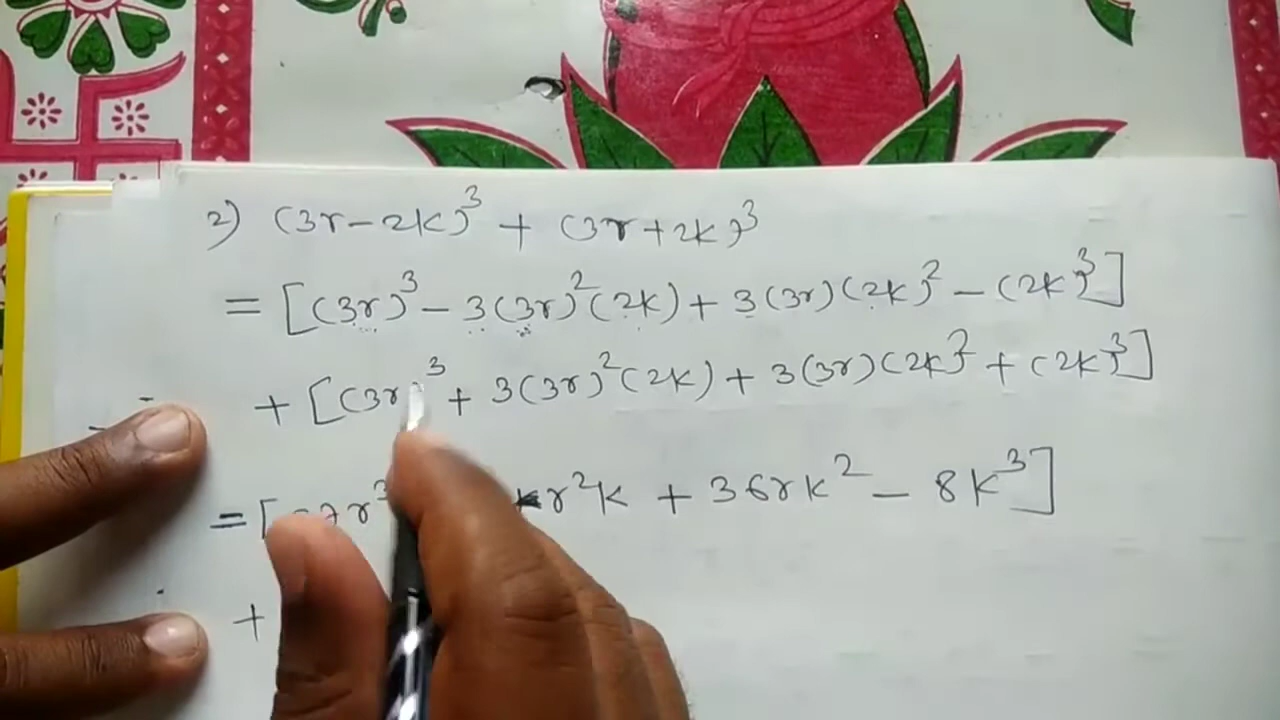 2) (3r-2k)³ + (3r+2k)³
= [(3r)³ - 3(3r)²(2k) + 3(3r)(2k)² - (2k)³]
+ [(3r)³ + 3(3r)²(2k) + 3(3r)(2k)² + (2k)³]
= [27r³ r²k + 36rk² - 8k³]
+